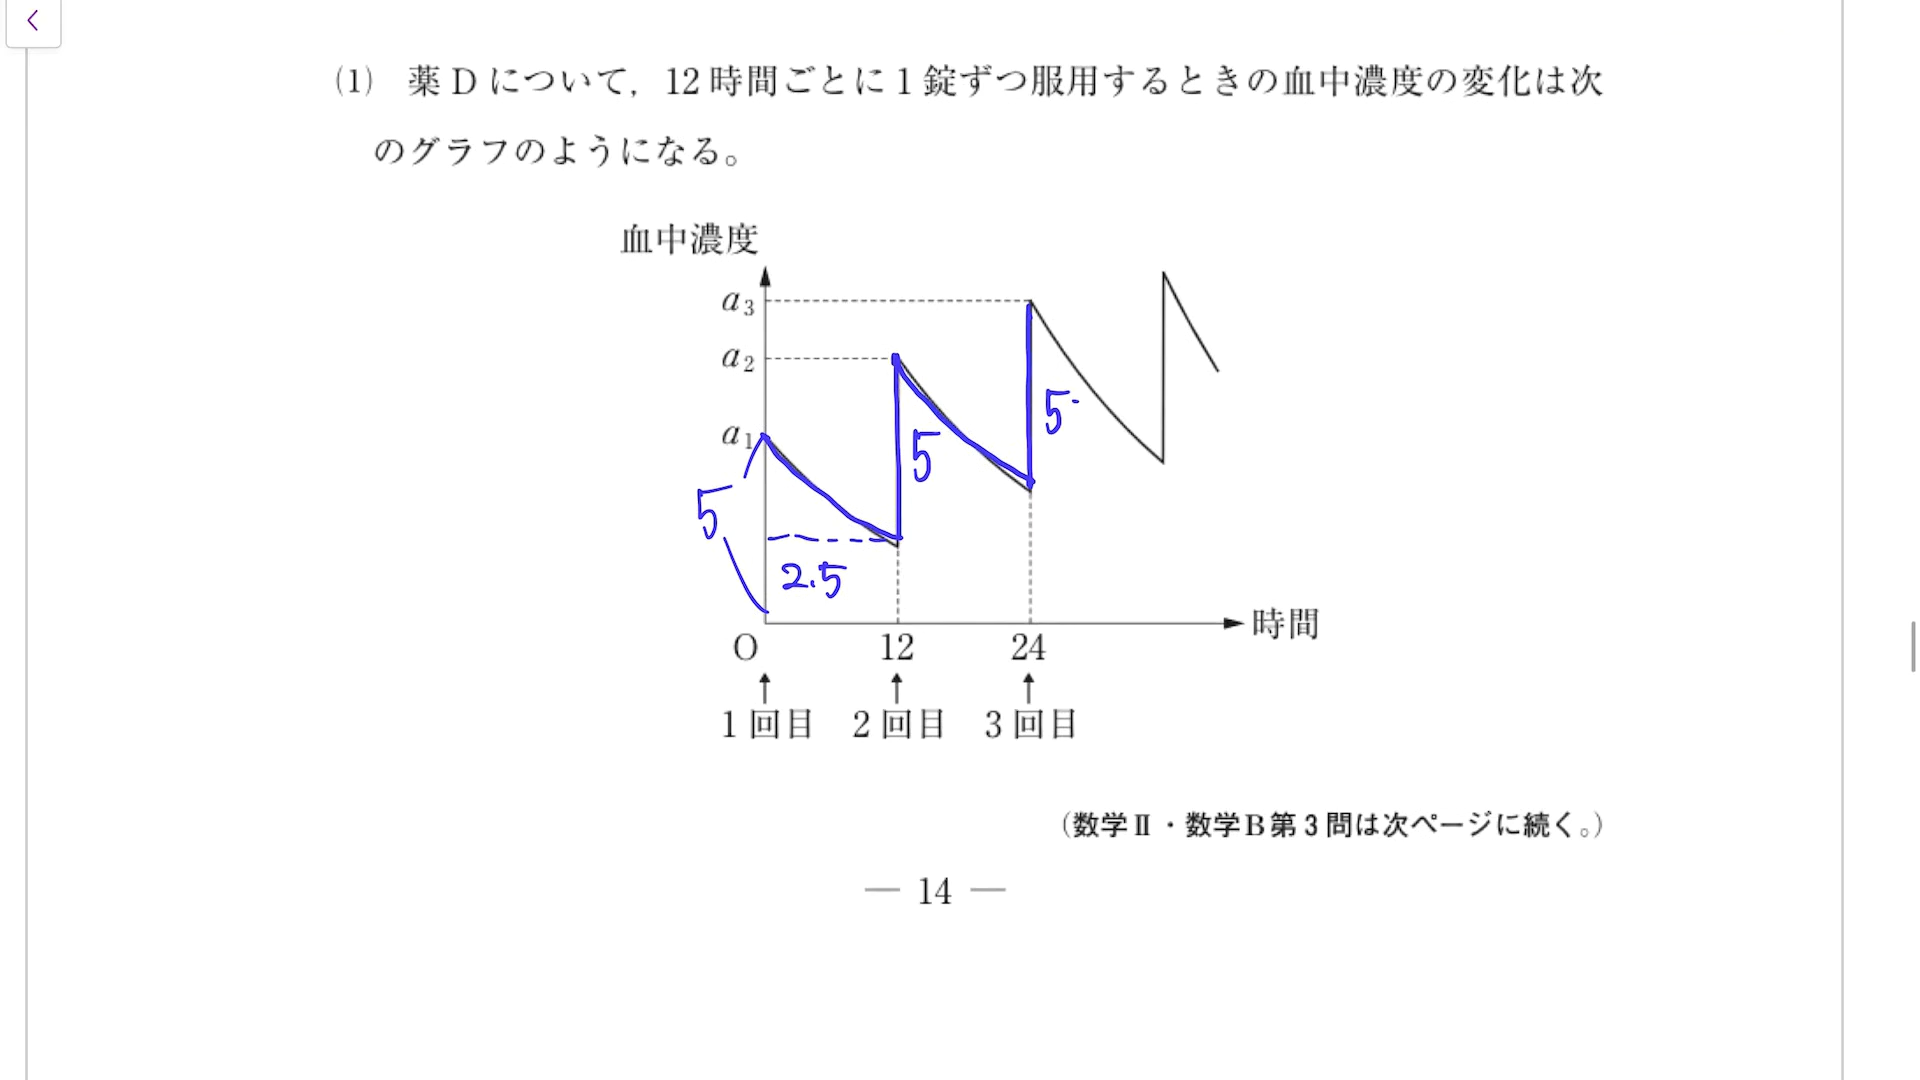 (1) 薬 D について，12 時間ごとに 1 錠ずつ服用するときの血中濃度の変化は次
のグラフのようになる。
血中濃度
a3
a2
a1
5
5
5
2.5
O
12
24
時間
1 回目
2 回目
3 回目
(数学Ⅱ・数学B第 3 問は次ページに続く。)
— 14 —